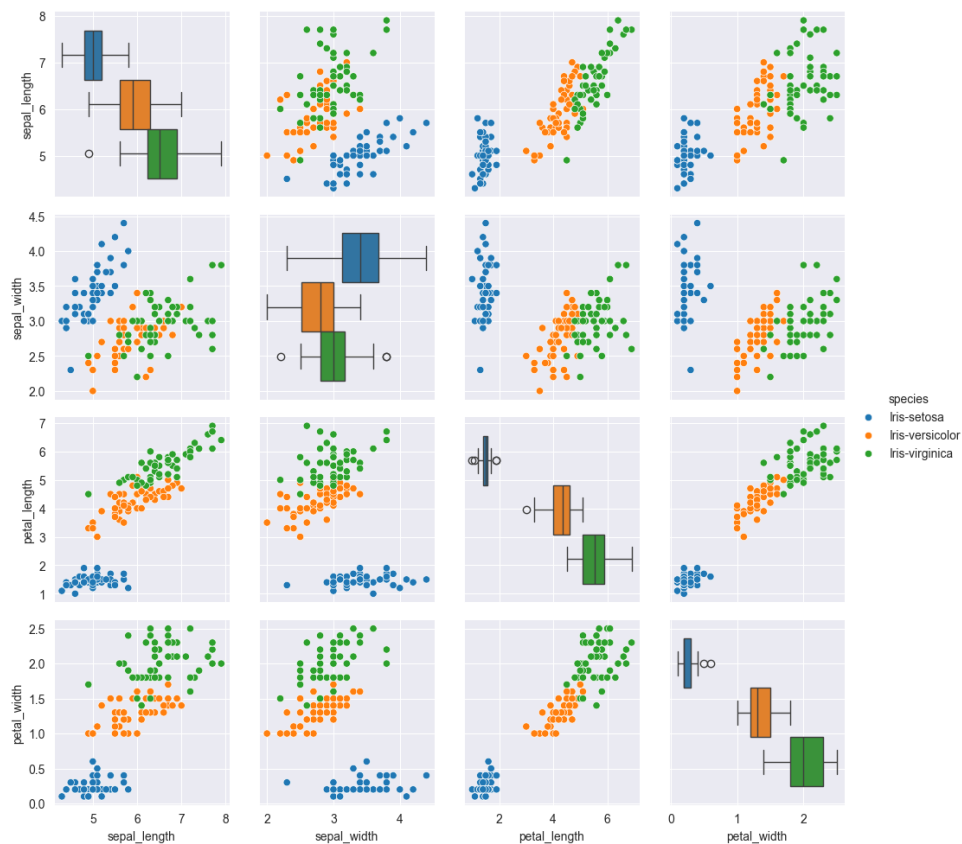 8
7
6
5
sepal_length
4.5
4.0
3.5
3.0
2.5
2.0
sepal_width
species
Iris-setosa
Iris-versicolor
Iris-virginica
7
6
5
4
3
2
1
petal_length
2.5
2.0
1.5
1.0
0.5
0.0
petal_width
5 6 7 8
sepal_length
2 3 4
sepal_width
2 4 6
petal_length
0 1 2
petal_width